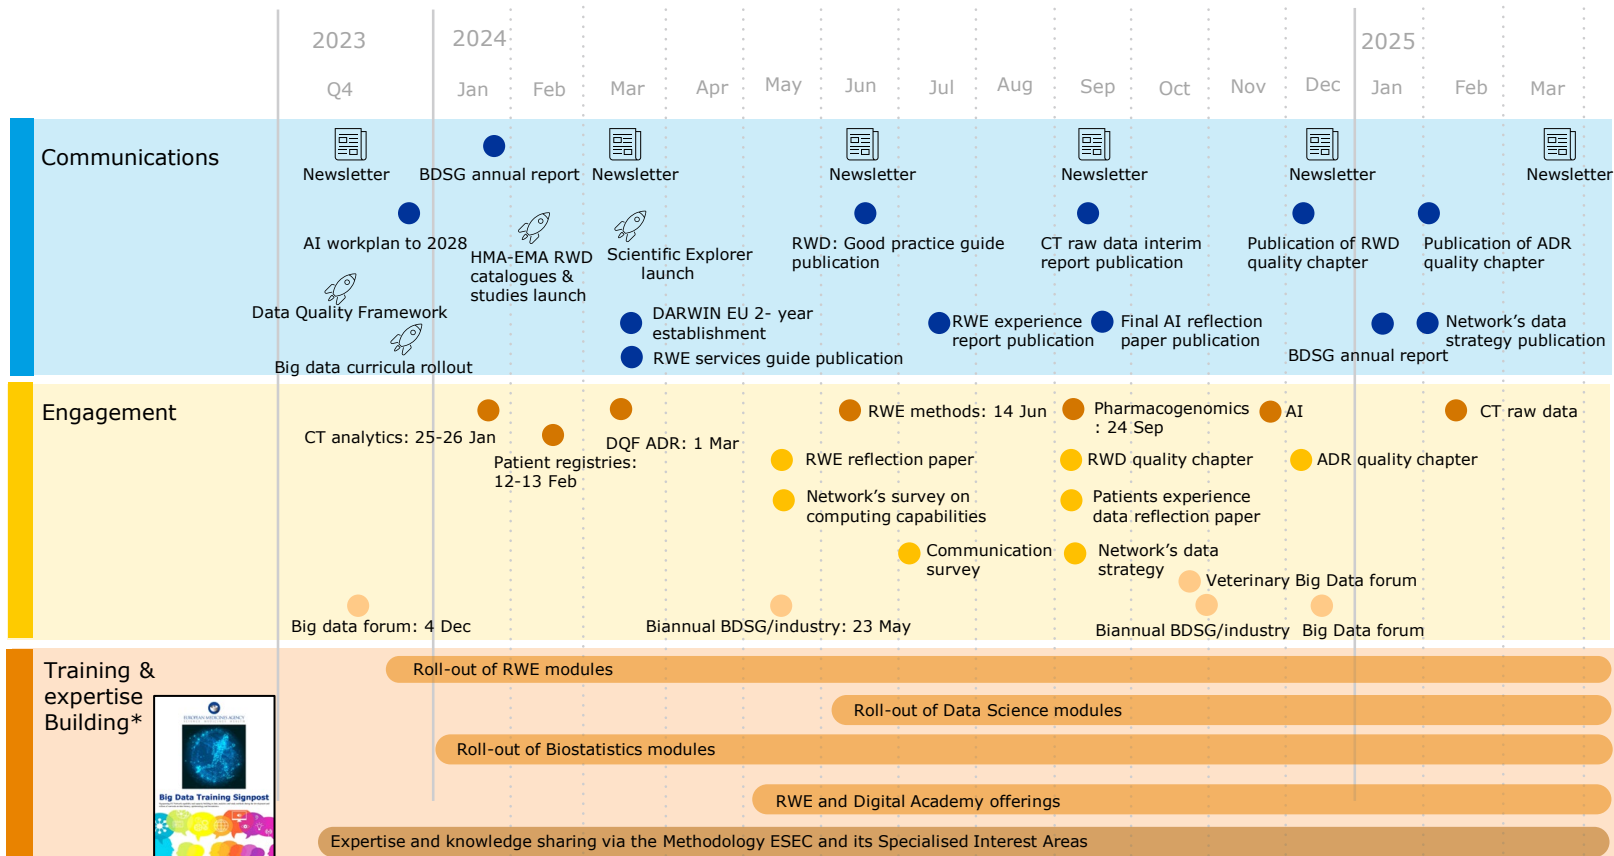 2023
2024
2025
Q4
Jan
Feb
Mar
Apr
May
Jun
Jul
Aug
Sep
Oct
Nov
Dec
Jan
Feb
Mar
Communications
Newsletter
BDSG annual report
Newsletter
Newsletter
Newsletter
Newsletter
Newsletter
AI workplan to 2028
HMA-EMA RWD
catalogues &
studies launch
Scientific Explorer
launch
RWD: Good practice guide
publication
CT raw data interim
report publication
Publication of RWD
quality chapter
Publication of ADR
quality chapter
Data Quality Framework
DARWIN EU 2- year
establishment
RWE experience
report publication
Final AI reflection
paper publication
BDSG annual report
Network's data
strategy publication
Big data curricula rollout
RWE services guide publication
Engagement
CT analytics: 25-26 Jan
Patient registries:
12-13 Feb
DQF ADR: 1 Mar
RWE methods: 14 Jun
Pharmacogenomics
: 24 Sep
AI
CT raw data
RWE reflection paper
RWD quality chapter
ADR quality chapter
Network's survey on
computing capabilities
Patients experience
data reflection paper
Communication
survey
Network's data
strategy
Veterinary Big Data forum
Big data forum: 4 Dec
Biannual BDSG/industry: 23 May
Biannual BDSG/industry
Big Data forum
Training &
expertise
Building*
Roll-out of RWE modules
Roll-out of Data Science modules
Roll-out of Biostatistics modules
RWE and Digital Academy offerings
Expertise and knowledge sharing via the Methodology ESEC and its Specialised Interest Areas
EUROPEAN MEDICINES AGENCY
Big Data Training Signpost